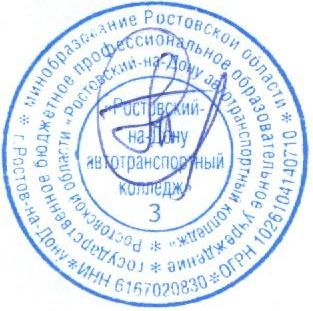 минобразование Ростовской области * ОГРН 1026104140710 * ИНН 6167020830 * г.Ростов-на-Дону *
государственное бюджетное профессиональное образовательное учреждение *
Ростовской области «Ростовский-на-Дону автотранспортный колледж» *
«Ростовский-
на-Дону
автотранспортный
колледж»
3